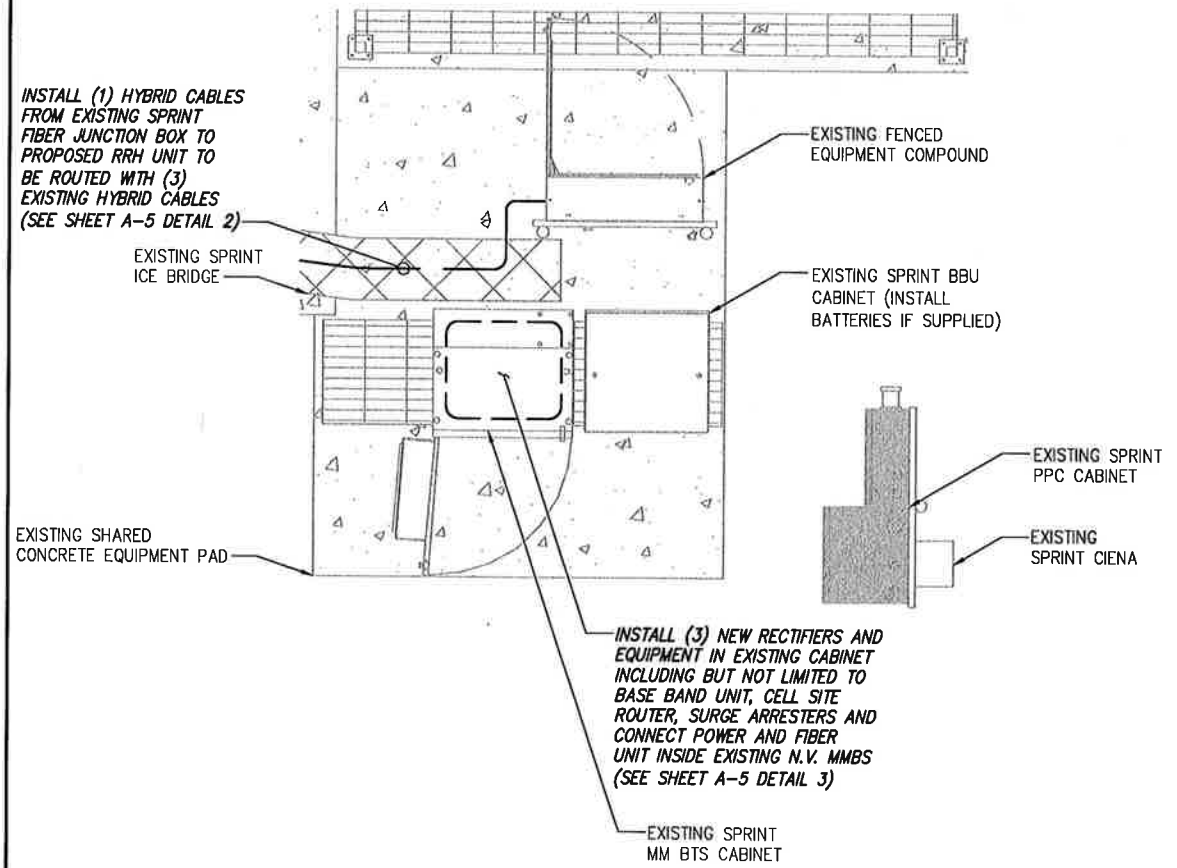 INSTALL (1) HYBRID CABLES
FROM EXISTING SPRINT
FIBER JUNCTION BOX TO
PROPOSED RRH UNIT TO
BE ROUTED WITH (3)
EXISTING HYBRID CABLES
(SEE SHEET A-5 DETAIL 2)
EXISTING SPRINT
ICE BRIDGE
EXISTING FENCED
EQUIPMENT COMPOUND
EXISTING SPRINT BBU
CABINET (INSTALL
BATTERIES IF SUPPLIED)
EXISTING SPRINT
PPC CABINET
EXISTING
SPRINT CIENA
EXISTING SHARED
CONCRETE EQUIPMENT PAD
INSTALL (3) NEW RECTIFIERS AND
EQUIPMENT IN EXISTING CABINET
INCLUDING BUT NOT LIMITED TO
BASE BAND UNIT, CELL SITE
ROUTER, SURGE ARRESTERS AND
CONNECT POWER AND FIBER
UNIT INSIDE EXISTING N.V. MMBS
(SEE SHEET A-5 DETAIL 3)
EXISTING SPRINT
MM BTS CABINET